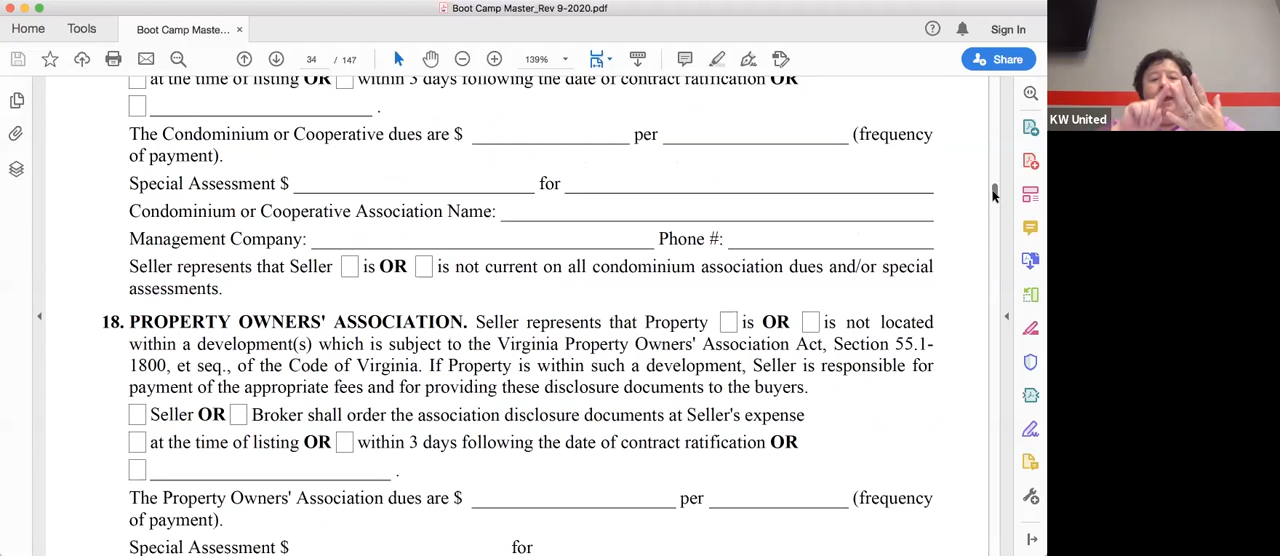 Boot Camp Master_Rev 9-2020.pdf
Home Tools Boot Camp Maste... × Sign In
34 / 147 139% Share
at the time of listing OR within 3 days following the date of contract ratification OR
.
The Condominium or Cooperative dues are $ per (frequency
of payment).
Special Assessment $ for
Condominium or Cooperative Association Name:
Management Company: Phone #:
Seller represents that Seller is OR is not current on all condominium association dues and/or special
assessments.
18. PROPERTY OWNERS' ASSOCIATION. Seller represents that Property is OR is not located
within a development(s) which is subject to the Virginia Property Owners' Association Act, Section 55.1-
1800, et seq., of the Code of Virginia. If Property is within such a development, Seller is responsible for
payment of the appropriate fees and for providing these disclosure documents to the buyers.
Seller OR Broker shall order the association disclosure documents at Seller's expense
at the time of listing OR within 3 days following the date of contract ratification OR
.
The Property Owners' Association dues are $ per (frequency
of payment).
Special Assessment $ for
KW United